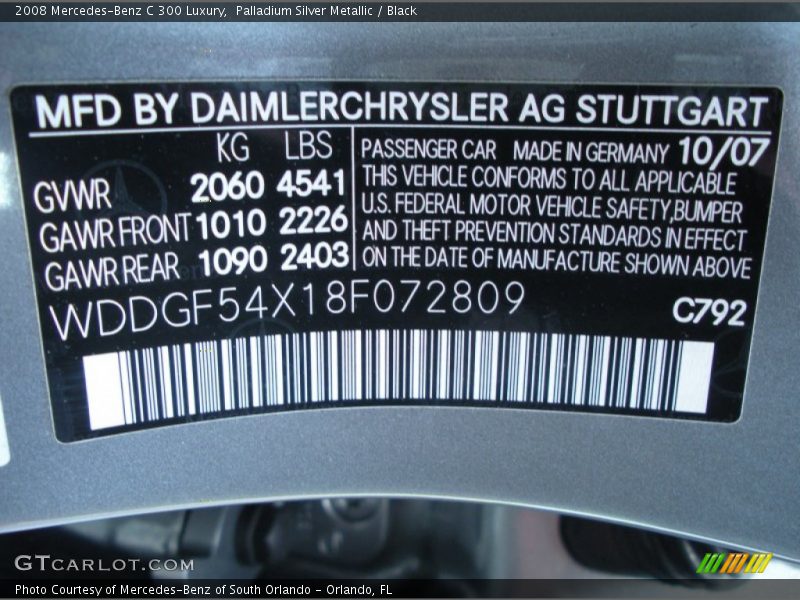 2008 Mercedes-Benz C 300 Luxury, Palladium Silver Metallic / Black
MFD BY DAIMLERCHRYSLER AG STUTTGART
KG LBS
GVWR 2060 4541
GAWR FRONT 1010 2226
GAWR REAR 1090 2403
PASSENGER CAR MADE IN GERMANY 10/07
THIS VEHICLE CONFORMS TO ALL APPLICABLE
U.S. FEDERAL MOTOR VEHICLE SAFETY,BUMPER
AND THEFT PREVENTION STANDARDS IN EFFECT
ON THE DATE OF MANUFACTURE SHOWN ABOVE
WDDGF54X18F072809
C792
GTCARLOT.COM
Photo Courtesy of Mercedes-Benz of South Orlando - Orlando, FL